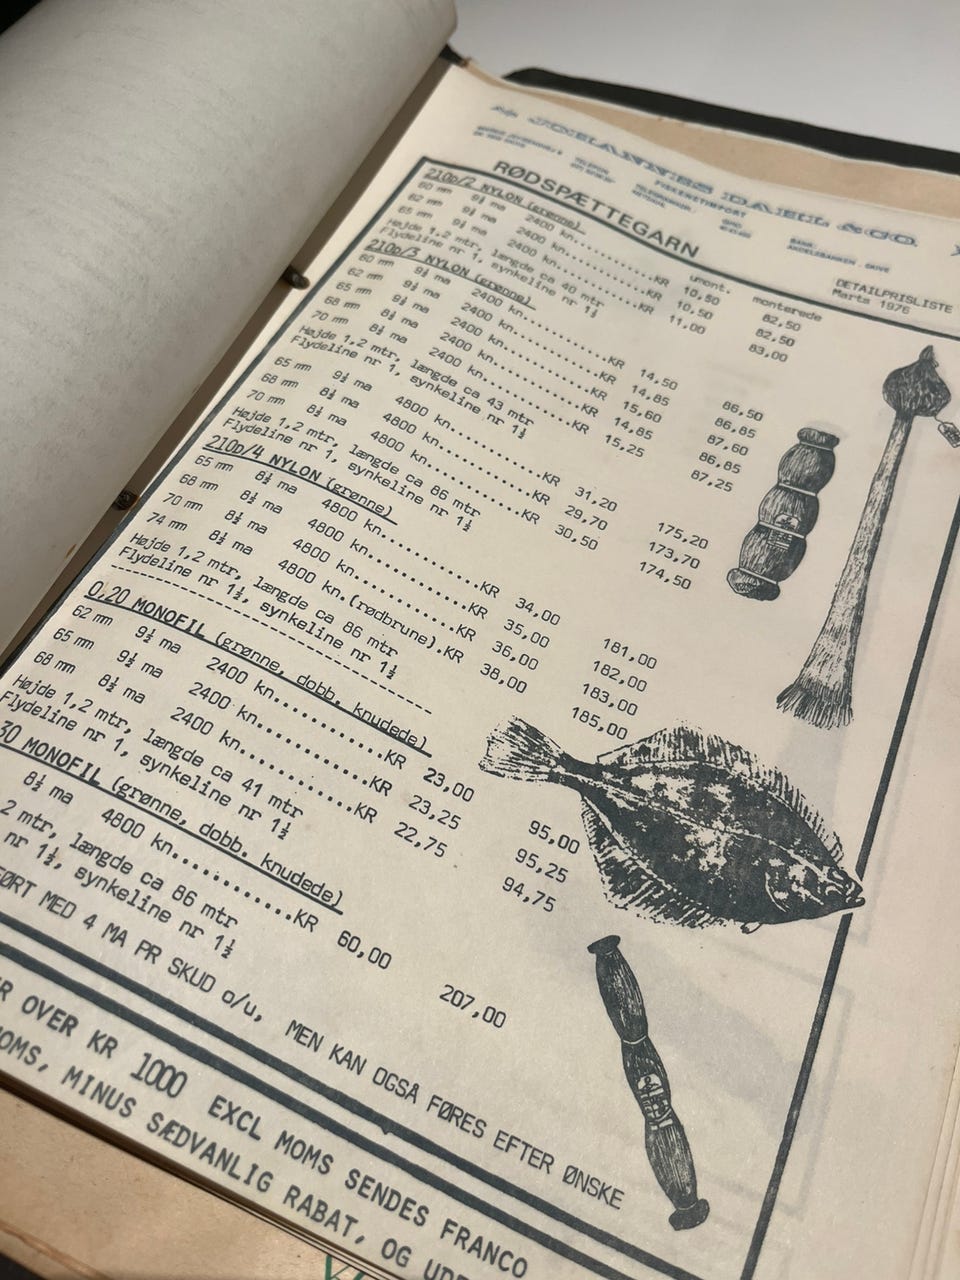 A/S JOHANNES DAELL & CO.
TELEFON
FISKENETIMPORT
BANK:
ANDELSBANKEN - SKIVE
RØDSPÆTTEGARN
DETAILPRISLISTE
Marts 1976
umont. monterede
210D/2 NYLON (grønne)
60 mm 9½ ma 2400 kn............KR 10,50 82,50
62 mm 9½ ma 2400 kn............KR 10,50 82,50
65 mm 9½ ma 2400 kn............KR 11,00 83,00
Højde 1,2 mtr, længde ca 40 mtr
Flydeline nr 1, synkeline nr 1½
210D/3 NYLON (grønne)
60 mm 9½ ma 2400 kn............KR 14,50 86,50
62 mm 9½ ma 2400 kn............KR 14,85 86,85
65 mm 9½ ma 2400 kn............KR 15,60 87,60
68 mm 8½ ma 2400 kn............KR 14,85 86,85
70 mm 8½ ma 2400 kn............KR 15,25 87,25
Højde 1,2 mtr, længde ca 43 mtr
Flydeline nr 1, synkeline nr 1½
65 mm 9½ ma 4800 kn............KR 31,20 175,20
68 mm 8½ ma 4800 kn............KR 29,70 173,70
70 mm 8½ ma 4800 kn............KR 30,50 174,50
Højde 1,2 mtr, længde ca 86 mtr
Flydeline nr 1, synkeline nr 1½
210D/4 NYLON (grønne)
65 mm 8½ ma 4800 kn............KR 34,00 181,00
68 mm 8½ ma 4800 kn............KR 35,00 182,00
70 mm 8½ ma 4800 kn............KR 36,00 183,00
74 mm 8½ ma 4800 kn.(rødbrune).KR 38,00 185,00
Højde 1,2 mtr, længde ca 86 mtr
Flydeline nr 1½, synkeline nr 1½
0,20 MONOFIL (grønne, dobb. knudede)
62 mm 9½ ma 2400 kn............KR 23,00 95,00
65 mm 9½ ma 2400 kn............KR 23,25 95,25
68 mm 8½ ma 2400 kn............KR 22,75 94,75
Højde 1,2 mtr, længde ca 41 mtr
Flydeline nr 1, synkeline nr 1½
30 MONOFIL (grønne, dobb. knudede)
8½ ma 4800 kn............KR 60,00 207,00
2 mtr, længde ca 86 mtr
nr 1½, synkeline nr 1½
ØRT MED 4 MA PR SKUD o/u, MEN KAN OGSÅ FØRES EFTER ØNSKE
R OVER KR 1000 EXCL MOMS SENDES FRANCO
OMS, MINUS SÆDVANLIG RABAT, OG UD